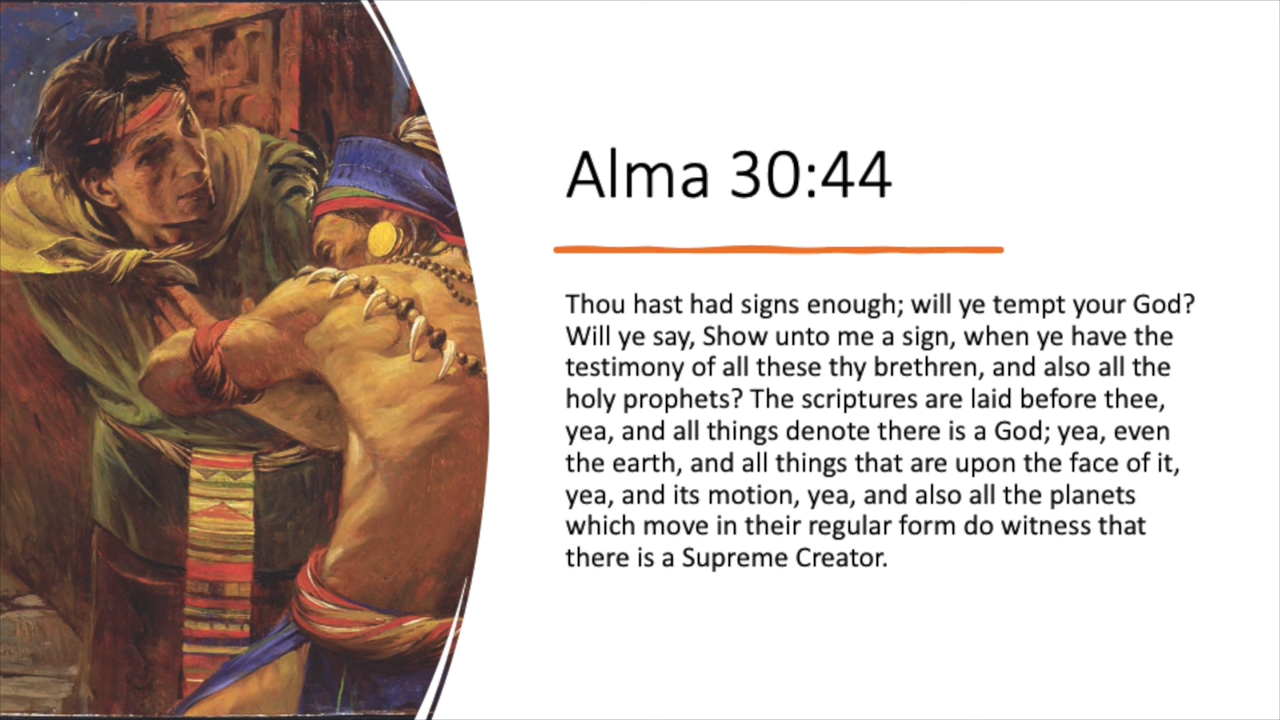 Alma 30:44
Thou hast had signs enough; will ye tempt your God?
Will ye say, Show unto me a sign, when ye have the
testimony of all these thy brethren, and also all the
holy prophets? The scriptures are laid before thee,
yea, and all things denote there is a God; yea, even
the earth, and all things that are upon the face of it,
yea, and its motion, yea, and also all the planets
which move in their regular form do witness that
there is a Supreme Creator.